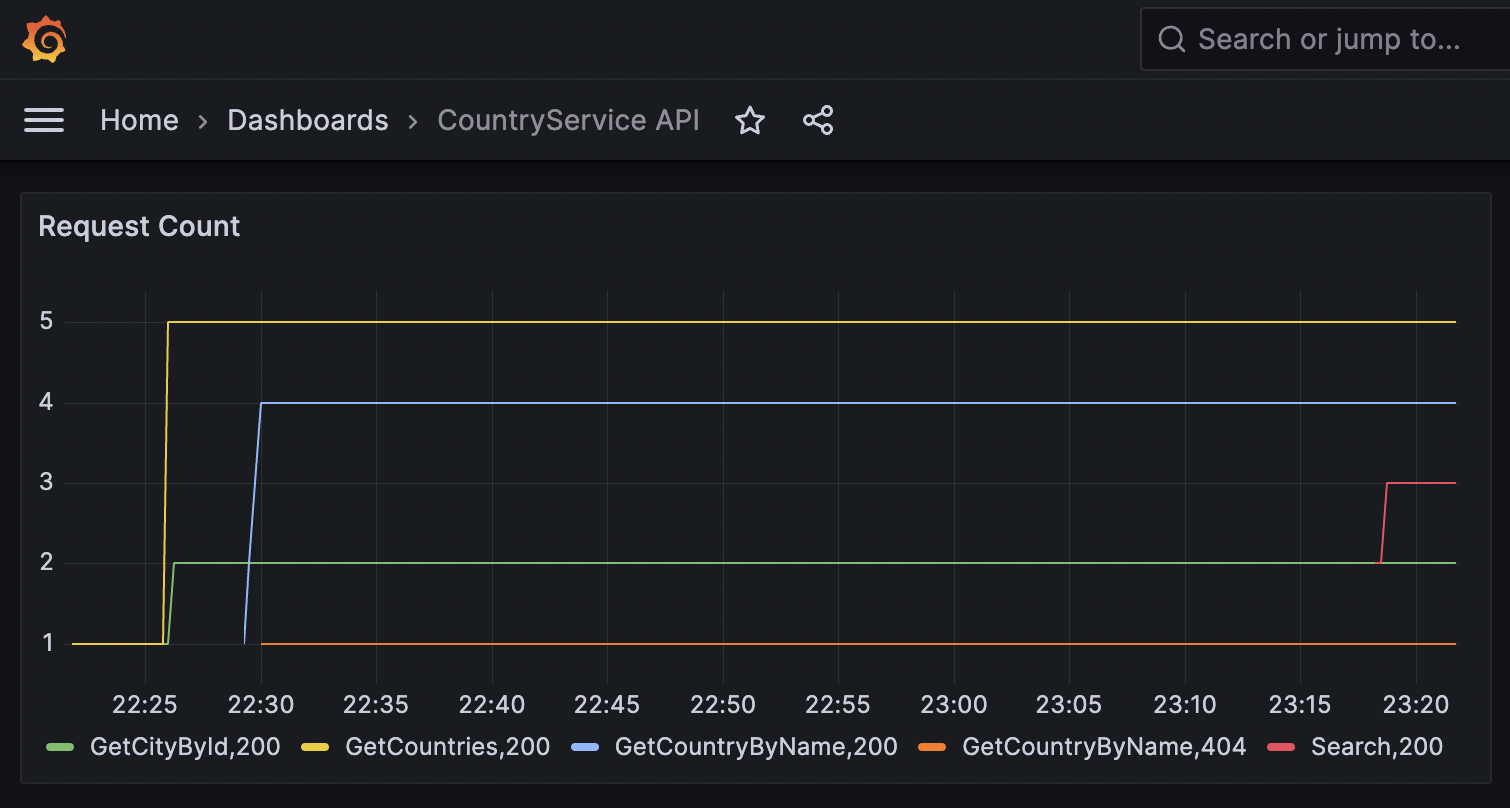 Search or jump to...
Home > Dashboards > CountryService API
Request Count
5
4
3
2
1
22:25 22:30 22:35 22:40 22:45 22:50 22:55 23:00 23:05 23:10 23:15 23:20
GetCityById,200 GetCountries,200 GetCountryByName,200 GetCountryByName,404 Search,200